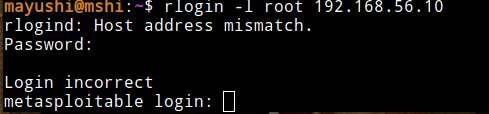 mayushi@mshi:~$ rlogin -l root 192.168.56.10
rlogind: Host address mismatch.
Password:
Login incorrect
metasploitable login: